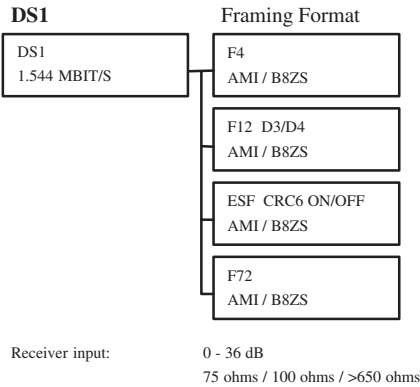 DS1
Framing Format
DS1
1.544 MBIT/S
F4
AMI / B8ZS
F12 D3/D4
AMI / B8ZS
ESF CRC6 ON/OFF
AMI / B8ZS
F72
AMI / B8ZS
Receiver input: 0 - 36 dB
75 ohms / 100 ohms / >650 ohms